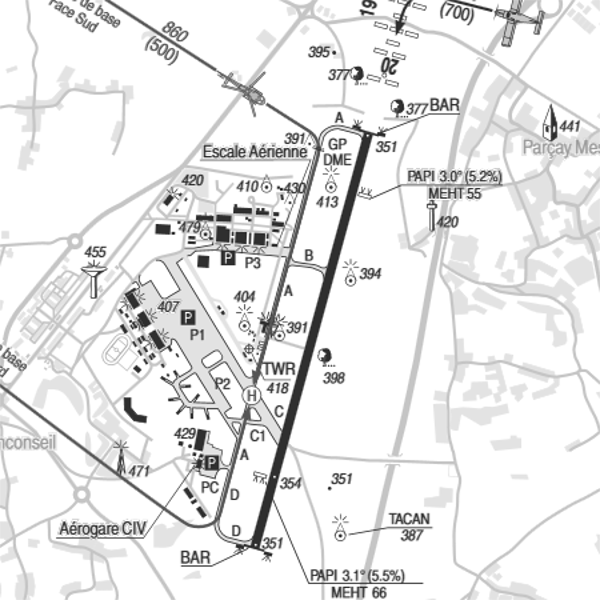 de base
Face Sud
860
(500)
19
(700)
395
377
20
377
BAR
441
Parçay Mes
A
391
Escale Aérienne
GP
DME
351
PAPI 3.0° (5.2%)
MEHT 55
420
410
430
413
420
479
P
P3
B
455
394
407
P
P1
A
404
391
398
TWR
418
P2
H
C
C1
429
A
471
P
PC
D
354
351
D
351
Aérogare CIV
TACAN
387
BAR
PAPI 3.1° (5.5%)
MEHT 66
de base
nconseil